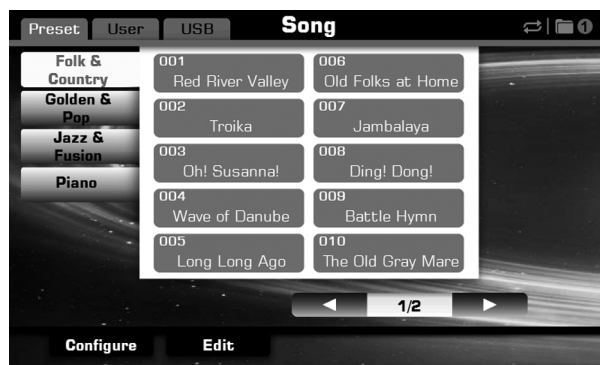 Preset User USB Song 1
Folk &
Country
Golden &
Pop
Jazz &
Fusion
Piano
001
Red River Valley
006
Old Folks at Home
002
Troika
007
Jambalaya
003
Oh! Susanna!
008
Ding! Dong!
004
Wave of Danube
009
Battle Hymn
005
Long Long Ago
010
The Old Gray Mare
1/2
Configure Edit